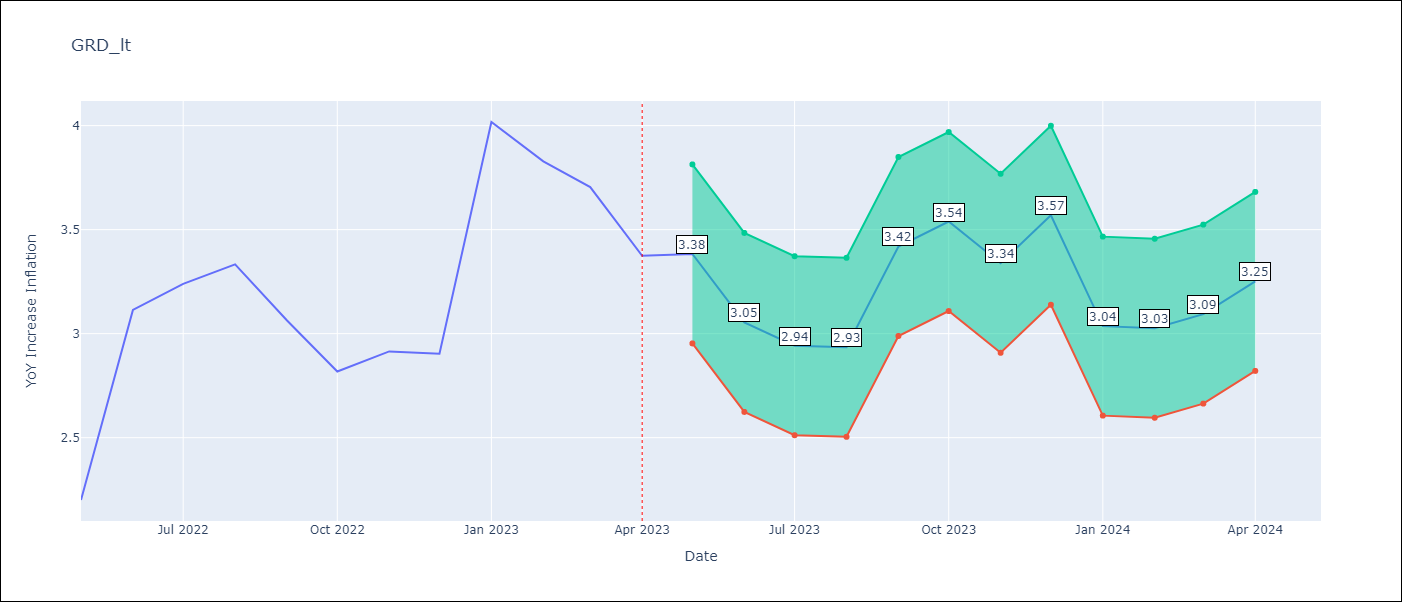 GRD_lt
4
3.5
3
2.5
YoY Increase Inflation
3.38
3.05
2.94
2.93
3.42
3.54
3.34
3.57
3.04
3.03
3.09
3.25
Jul 2022
Oct 2022
Jan 2023
Apr 2023
Jul 2023
Oct 2023
Jan 2024
Apr 2024
Date